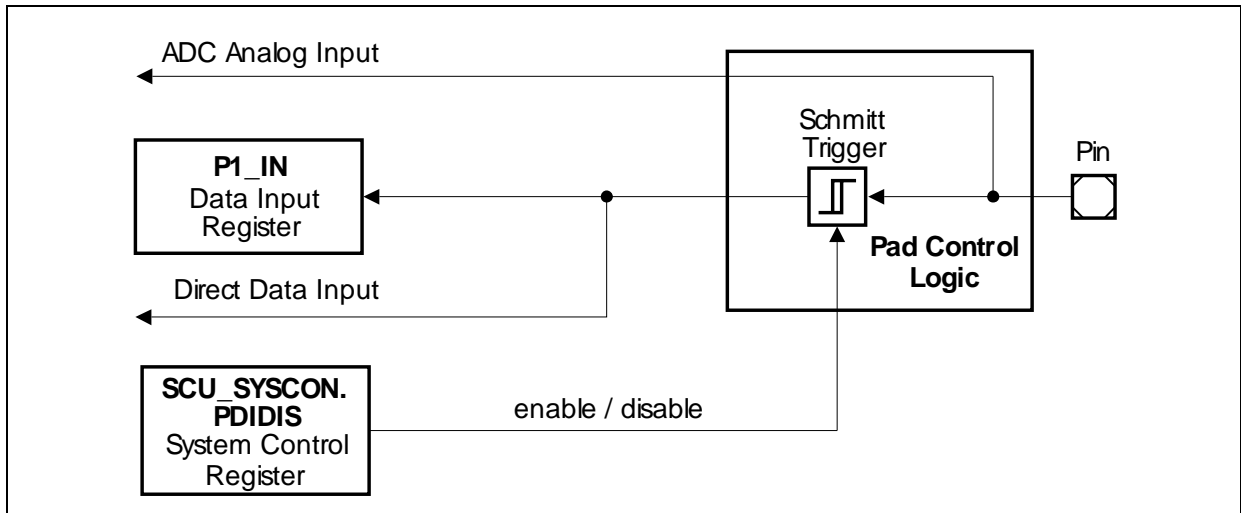 ADC Analog Input
Schmitt
Trigger
Pin
P1_IN
Data Input
Register
Pad Control
Logic
Direct Data Input
SCU_SYSCON.
PDIDIS
System Control
Register
enable / disable